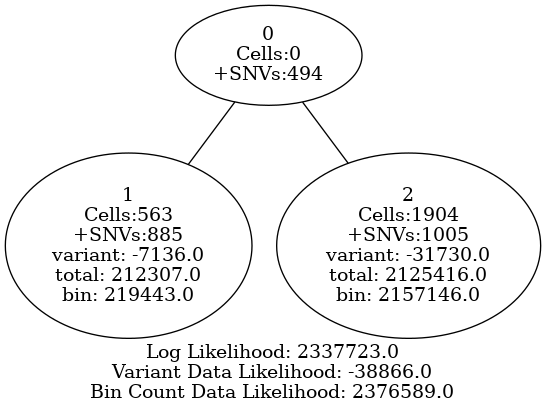 0
Cells:0
+SNVs:494
1
Cells:563
+SNVs:885
variant: -7136.0
total: 212307.0
bin: 219443.0
2
Cells:1904
+SNVs:1005
variant: -31730.0
total: 2125416.0
bin: 2157146.0
Log Likelihood: 2337723.0
Variant Data Likelihood: -38866.0
Bin Count Data Likelihood: 2376589.0